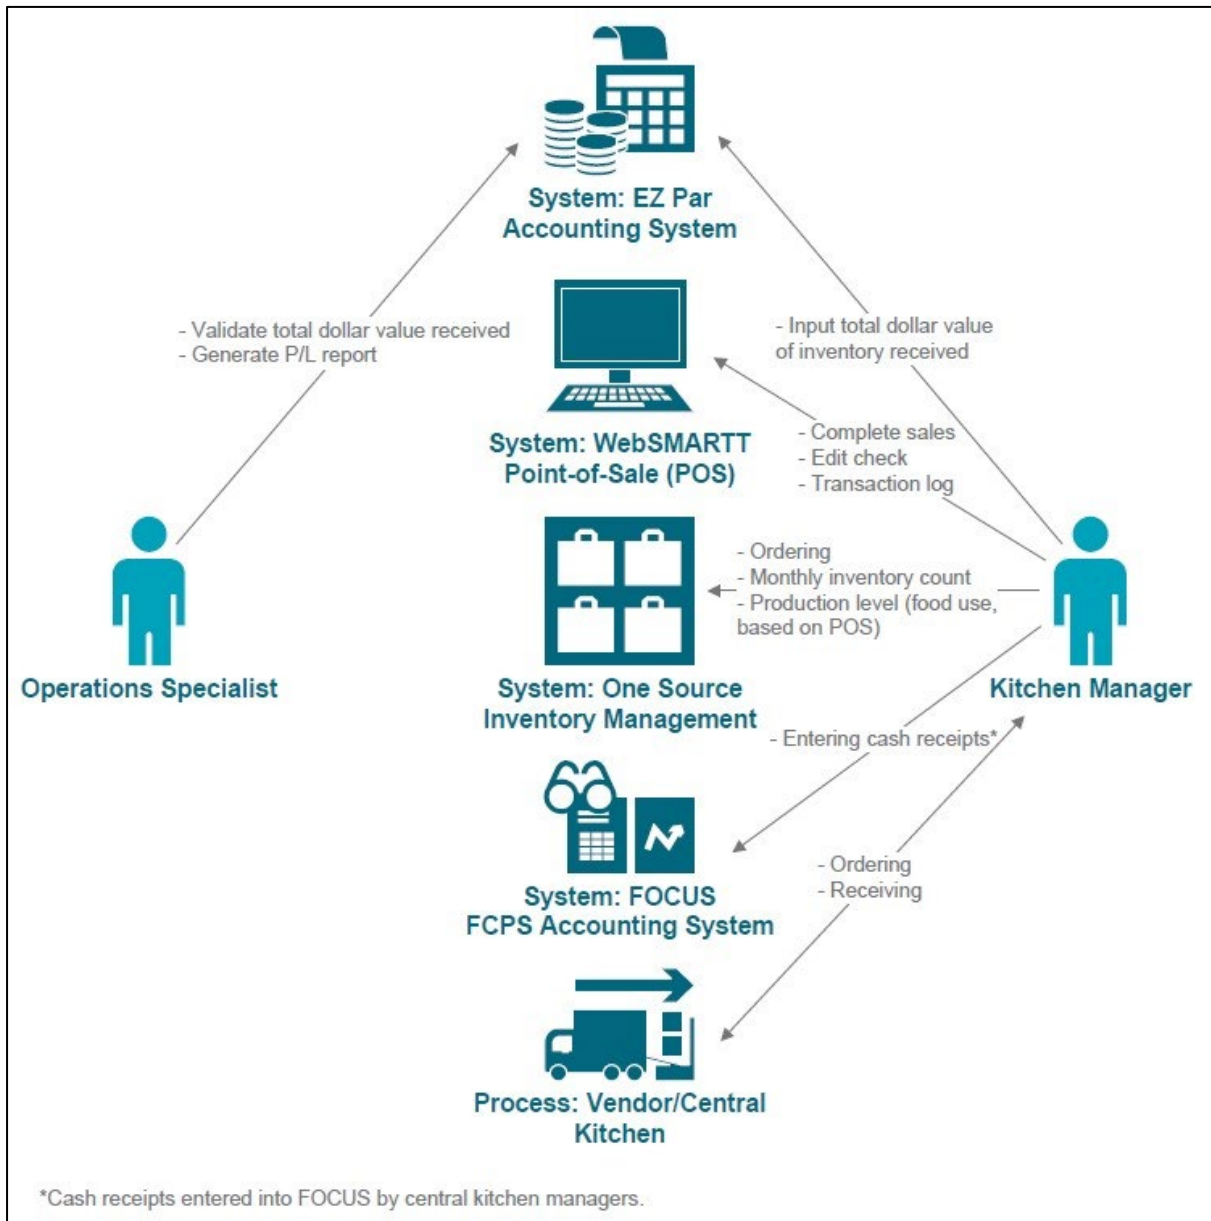 System: EZ Par
Accounting System
- Validate total dollar value received
- Generate P/L report
- Input total dollar value
of inventory received
System: WebSMARTT
Point-of-Sale (POS)
- Complete sales
- Edit check
- Transaction log
- Ordering
- Monthly inventory count
- Production level (food use,
based on POS)
Operations Specialist
System: One Source
Inventory Management
Kitchen Manager
- Entering cash receipts*
System: FOCUS
FCPS Accounting System
- Ordering
- Receiving
Process: Vendor/Central
Kitchen
*Cash receipts entered into FOCUS by central kitchen managers.